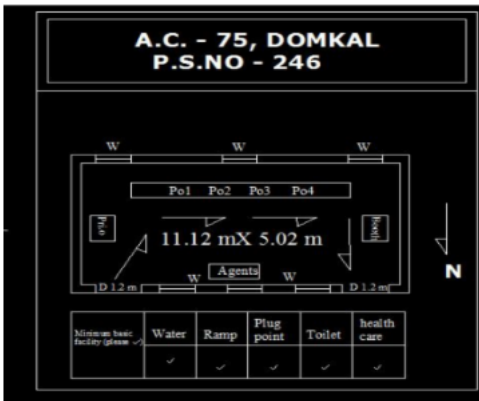 A.C. - 75, DOMKAL
P.S.NO - 246
W W W
Po1 Po2 Po3 Po4
Booth
11.12 mX 5.02 m
Agents
N
W W
D 1.2 m D 1.2 m
Minimum basic facility (please ✓) Water Ramp Plug point Toilet health care
✓ ✓ ✓ ✓ ✓